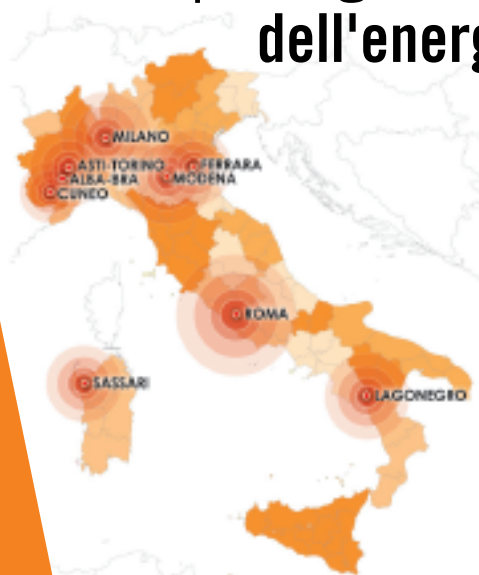 dell'energ
MILANO
ASTI-TORINO
FERRARA
ALBA-BRA
MODENA
CUNEO
ROMA
SASSARI
LAGONEGRO